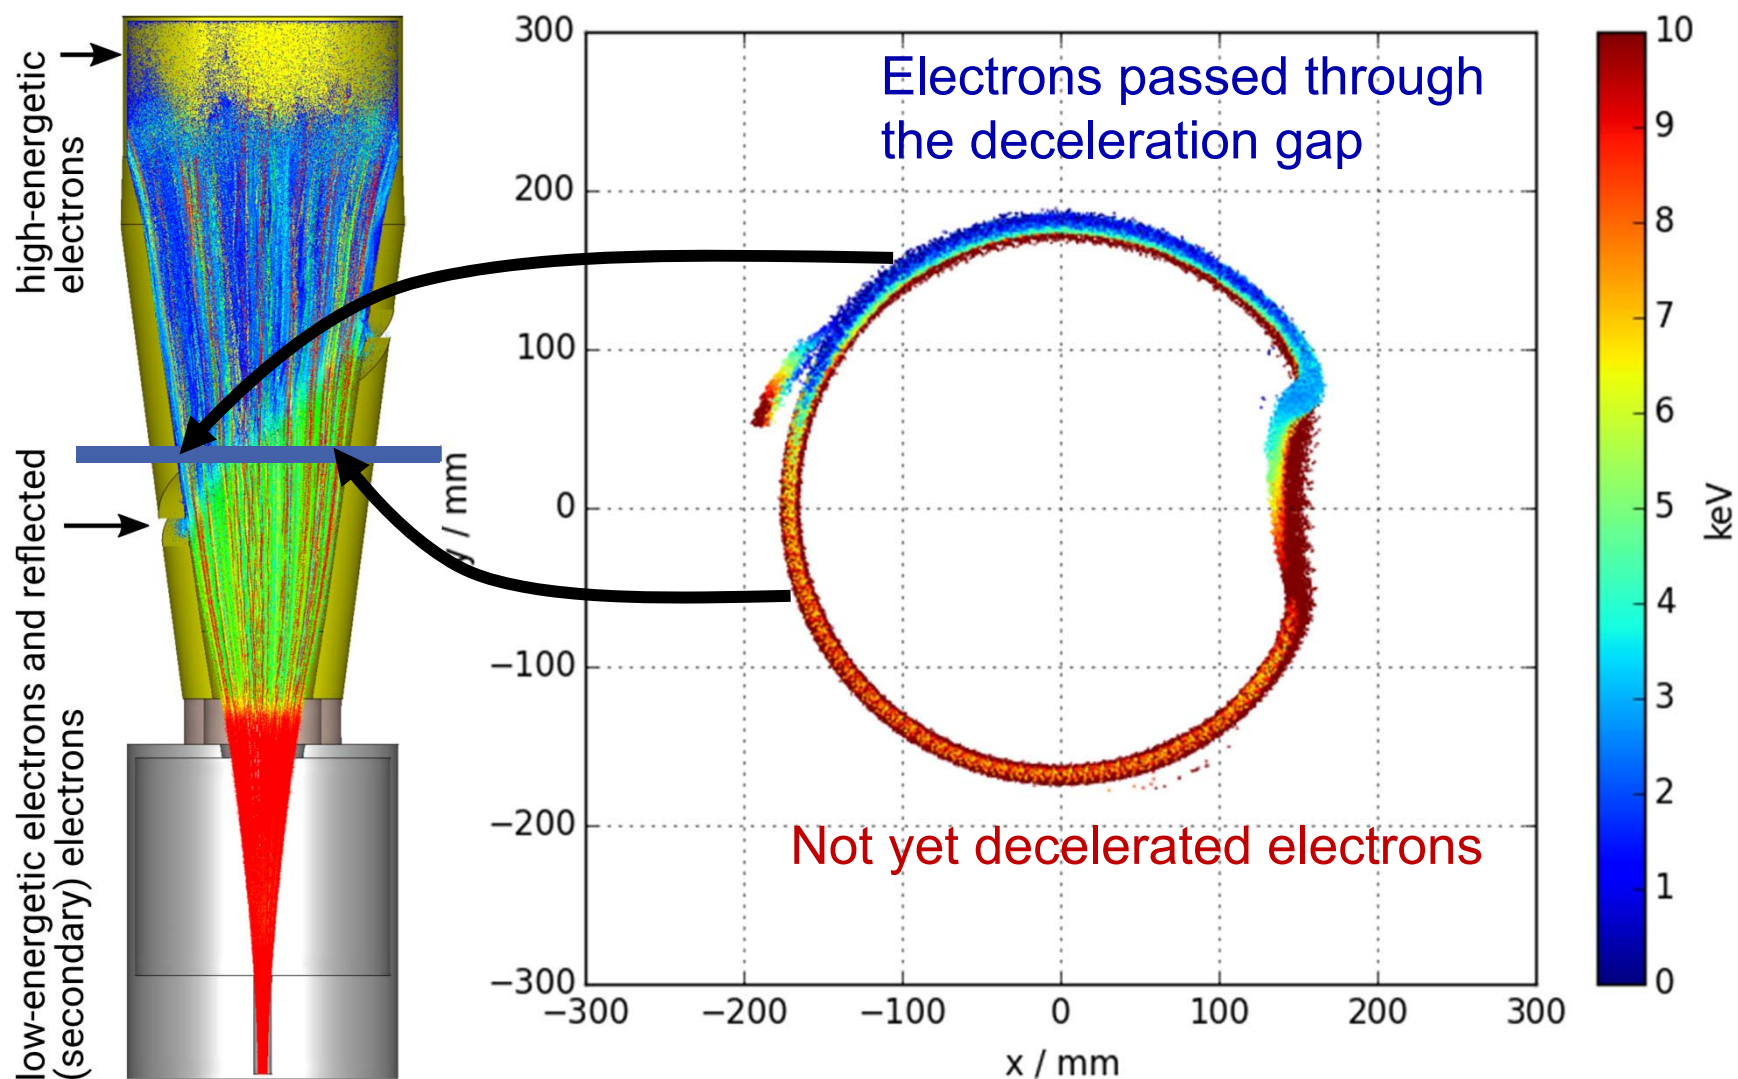 high-energetic
electrons
low-energetic electrons and reflected
(secondary) electrons
Electrons passed through
the deceleration gap
Not yet decelerated electrons
300
200
100
0
−100
−200
−300
y / mm
−300
−200
−100
0
100
200
300
x / mm
10
9
8
7
6
5
4
3
2
1
0
keV